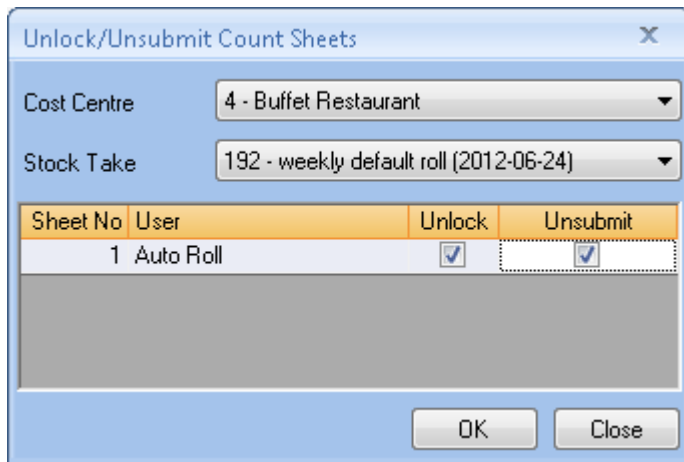 Unlock/Unsubmit Count Sheets
Cost Centre 4 - Buffet Restaurant
Stock Take 192 - weekly default roll (2012-06-24)
Sheet No User Unlock Unsubmit
1 Auto Roll
OK Close